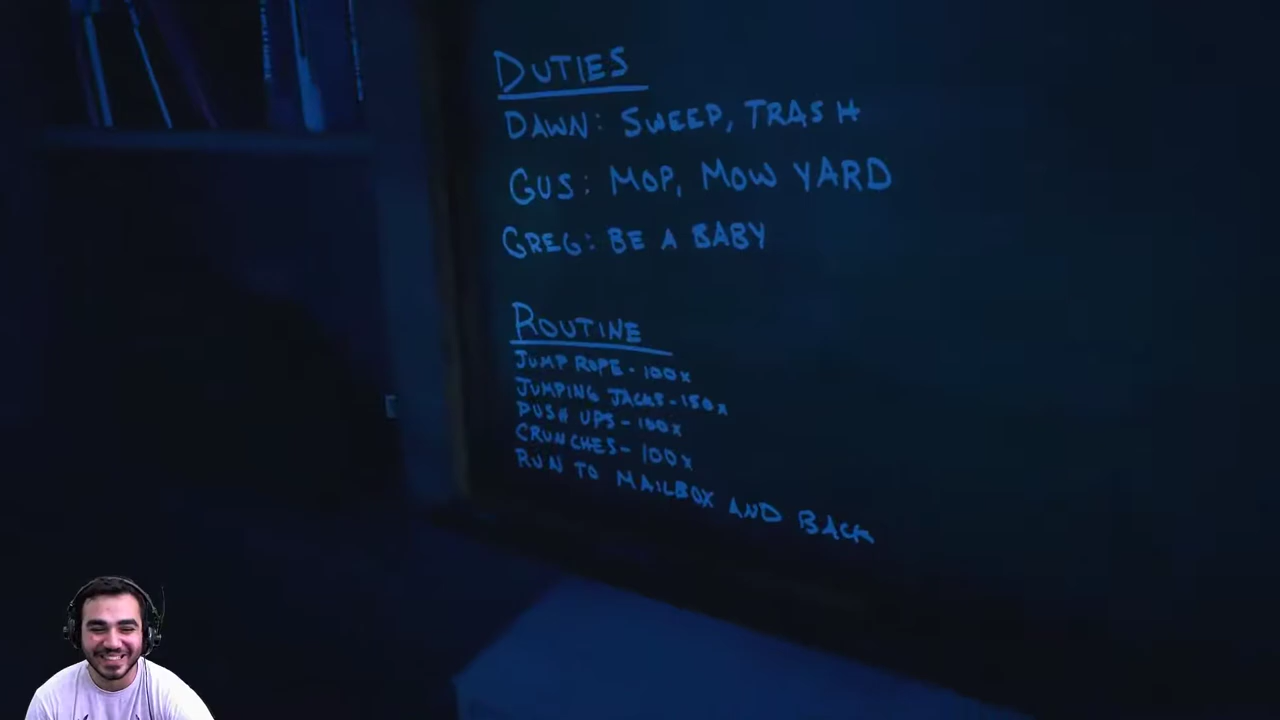 DUTIES
DAWN: SWEEP, TRASH
GUS: MOP, MOW YARD
GREG: BE A BABY
ROUTINE
JUMP ROPE - 100x
JUMPING JACKS - 150x
PUSH UPS - 100x
CRUNCHES - 100x
RUN TO MAILBOX AND BACK